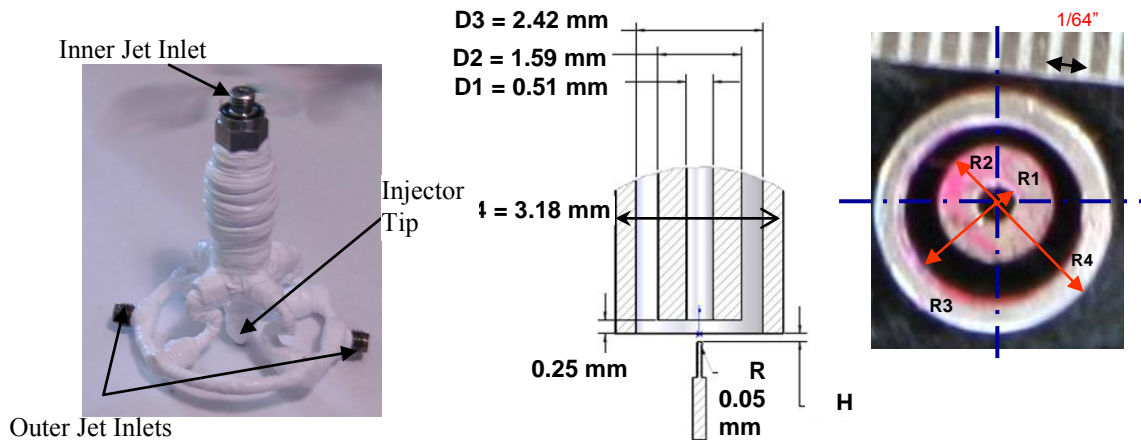 Inner Jet Inlet
Injector
Tip
Outer Jet Inlets
D3 = 2.42 mm
D2 = 1.59 mm
D1 = 0.51 mm
4 = 3.18 mm
0.25 mm
R
0.05
mm
H
1/64”
R2
R1
R4
R3